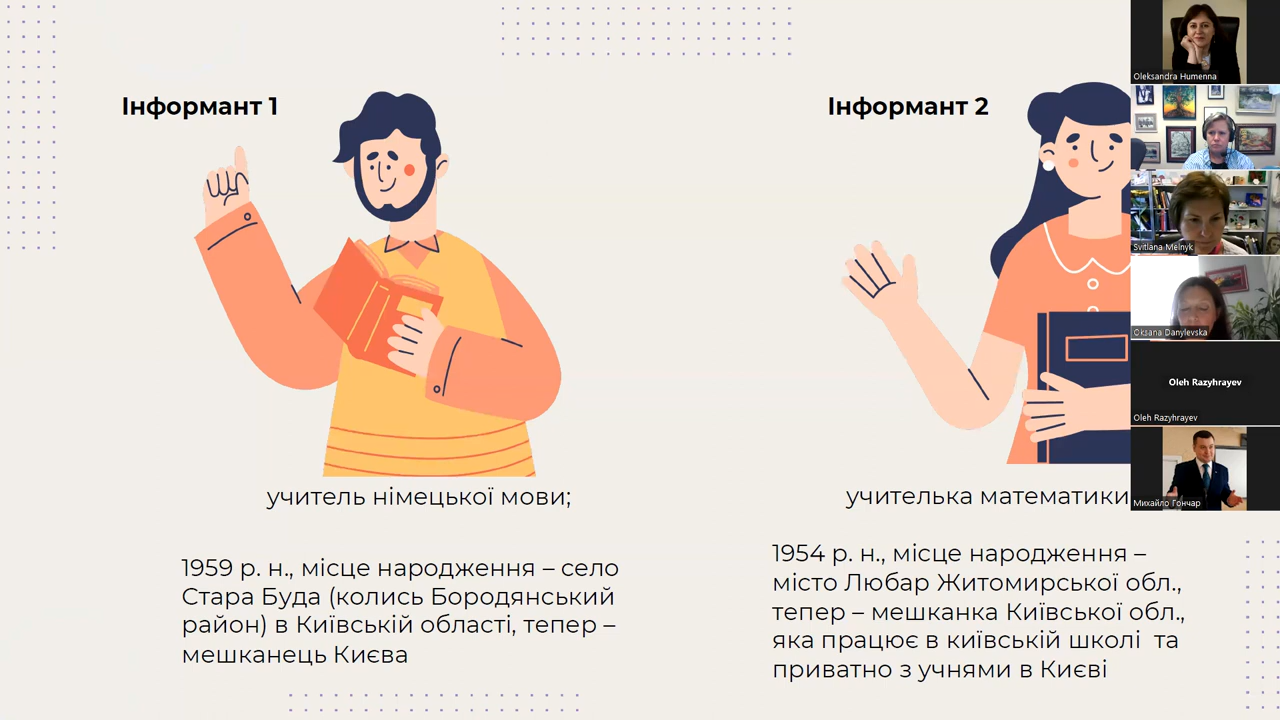 Інформант 1
учитель німецької мови;
1959 р. н., місце народження – село
Стара Буда (колись Бородянський
район) в Київській області, тепер –
мешканець Києва
Інформант 2
учителька математики
1954 р. н., місце народження –
місто Любар Житомирської обл.,
тепер – мешканка Київської обл.,
яка працює в київській школі та
приватно з учнями в Києві
Oleksandra Humenna
Svitlana Melnyk
Oksana Danylevska
Oleh Razyhrayev
Oleh Razyhrayev
Михайло Гончар